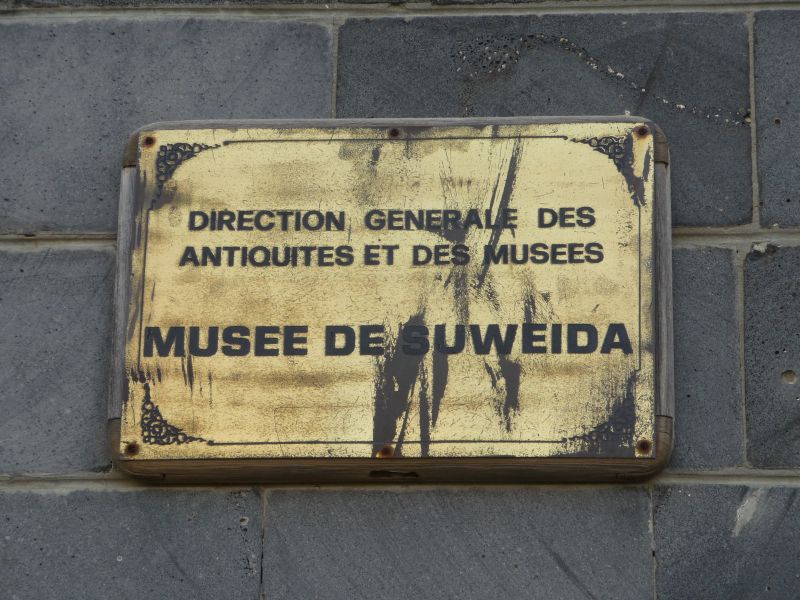 DIRECTION GENERALE DES
ANTIQUITES ET DES MUSEES
MUSEE DE SUWEIDA